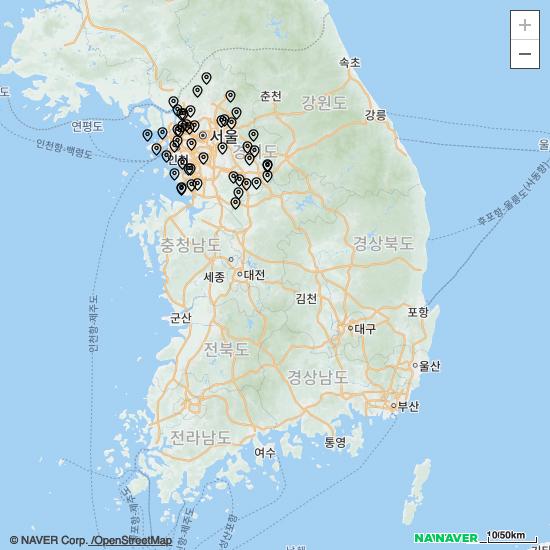 +
−
속초
춘천
강원도
강릉
연평도
서울
경기도
인천
인천항-백령도
울
후포항-울릉도(사동항)
충청남도
경상북도
세종
대전
김천
군산
포항
인천항-제주도
대구
전라북도
경상남도
울산
부산
전라남도
여수
통영
© NAVER Corp. /OpenStreetMap
NAVER
10/50km